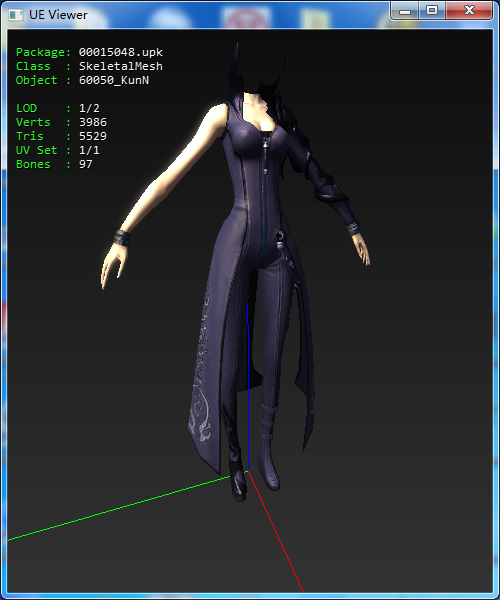 UE Viewer
Package: 00015048.upk
Class : SkeletalMesh
Object : 60050_KunN
LOD : 1/2
Verts : 3986
Tris : 5529
UV Set : 1/1
Bones : 97